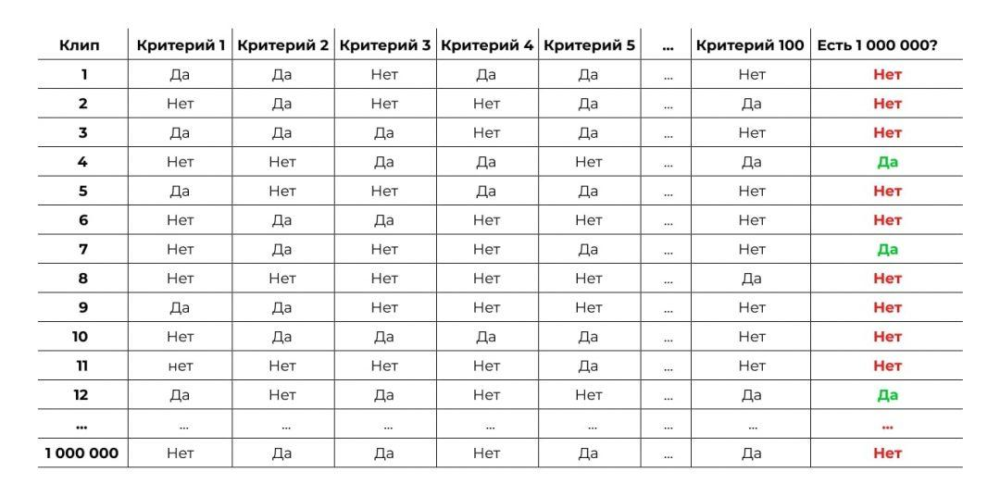 Клип Критерий 1 Критерий 2 Критерий 3 Критерий 4 Критерий 5 ... Критерий 100 Есть 1 000 000?
1 Да Да Нет Да Да ... Нет Нет
2 Нет Да Нет Нет Да ... Да Нет
3 Да Да Да Нет Да ... Нет Нет
4 Нет Нет Да Да Нет ... Да Да
5 Да Нет Нет Да Да ... Нет Нет
6 Нет Да Да Нет Нет ... Нет Нет
7 Нет Да Нет Нет Да ... Нет Да
8 Нет Нет Нет Нет Нет ... Да Нет
9 Да Да Нет Нет Нет ... Нет Нет
10 Нет Да Да Да Да ... Нет Нет
11 нет Нет Нет Нет Да ... Нет Нет
12 Да Нет Да Нет Нет ... Да Да
... ... ... ... ... ... ... ... ...
1 000 000 Нет Да Да Нет Да ... Да Нет